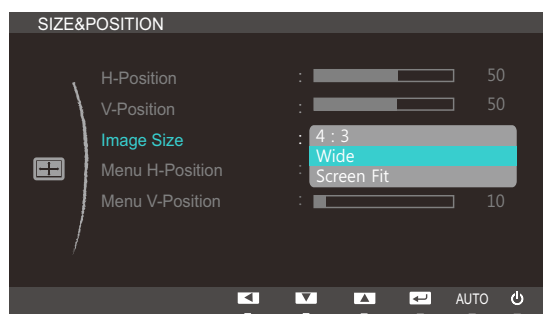 SIZE&POSITION
H-Position : 50
V-Position : 50
Image Size : 4 : 3
Wide
Screen Fit
Menu H-Position :
Menu V-Position : 10
AUTO